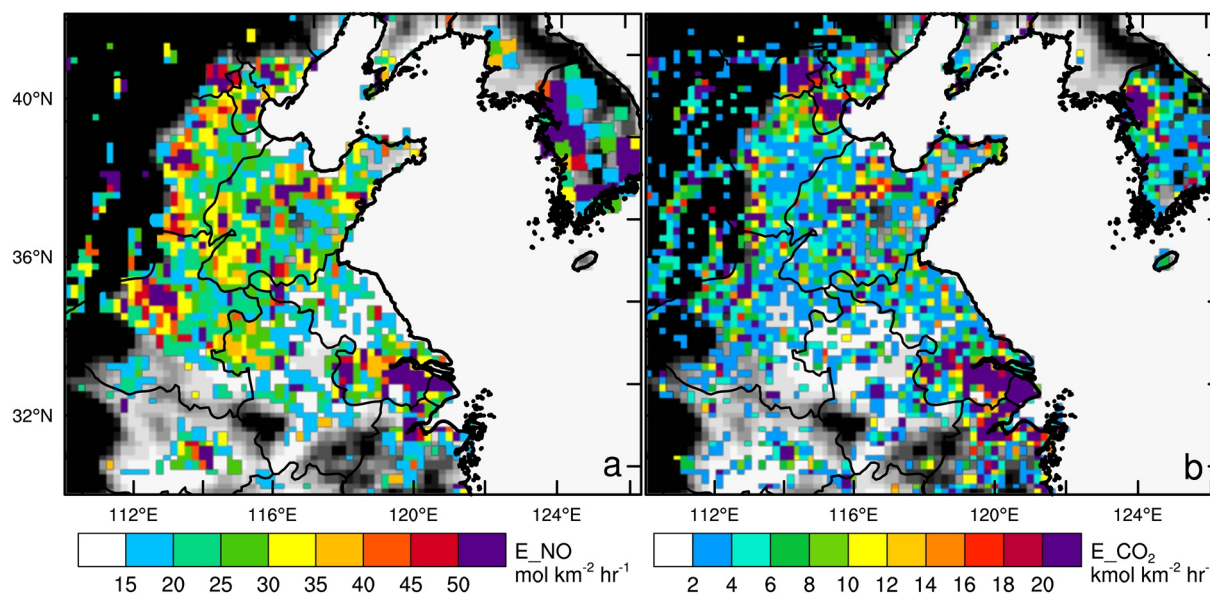 40°N
36°N
32°N
a
b
112°E 116°E 120°E 124°E 112°E 116°E 120°E 124°E
E_NO
mol km⁻² hr⁻¹
15 20 25 30 35 40 45 50
E_CO₂
kmol km⁻² hr⁻
2 4 6 8 10 12 14 16 18 20